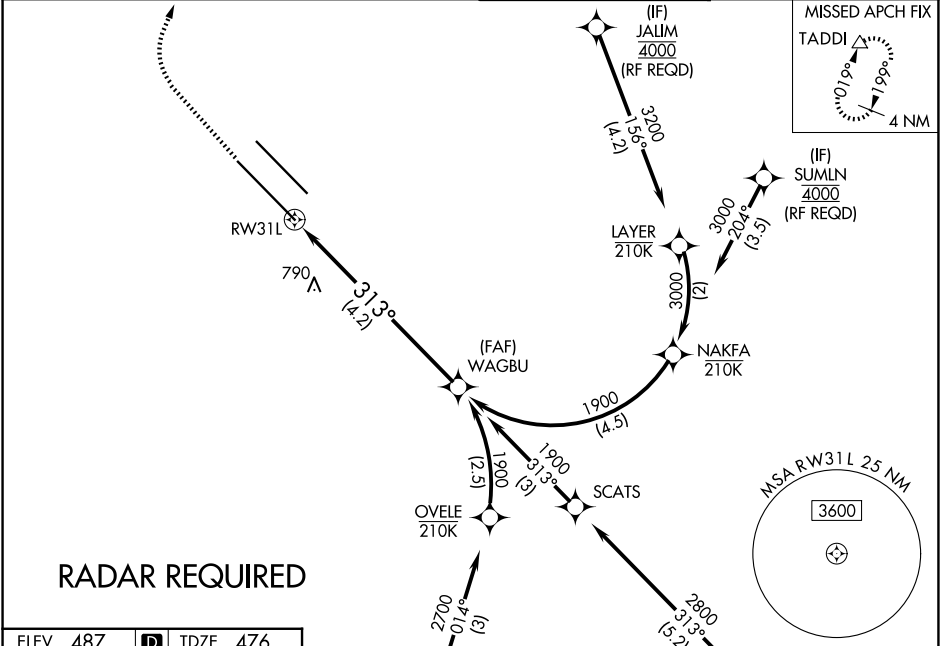 (IF)
JALIM
4000
(RF REQD)
3200
156°
(4.2)
MISSED APCH FIX
TADDI
019°
199°
4 NM
(IF)
SUMLN
4000
(RF REQD)
3000
204°
(3.5)
LAYER
210K
3000
(2)
NAKFA
210K
RW31L
790
313°
(4.2)
(FAF)
WAGBU
1900
(4.5)
1900
(2.5)
1900
313°
(3)
SCATS
OVELE
210K
MSA RW31L 25 NM
3600
RADAR REQUIRED
2700
014°
(3)
2800
313°
(5.2)
ELEV 487 D TDZE 476